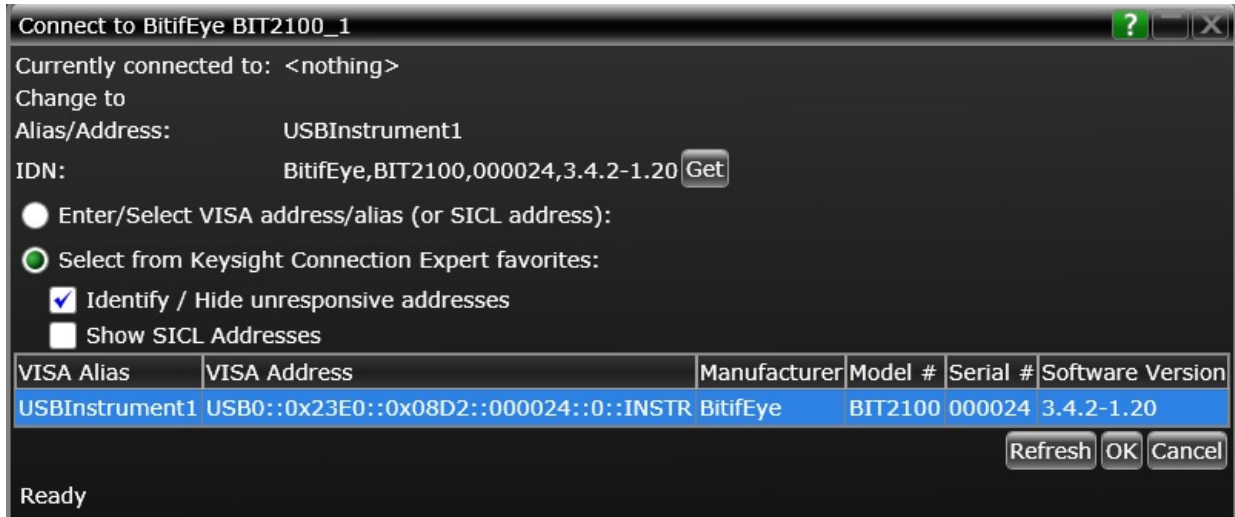 Connect to BitifEye BIT2100_1 ?
Currently connected to: <nothing>
Change to
Alias/Address: USBInstrument1
IDN: BitifEye,BIT2100,000024,3.4.2-1.20 Get
Enter/Select VISA address/alias (or SICL address):
Select from Keysight Connection Expert favorites:
Identify / Hide unresponsive addresses
Show SICL Addresses
VISA Alias VISA Address Manufacturer Model # Serial # Software Version
USBInstrument1 USB0::0x23E0::0x08D2::000024::0::INSTR BitifEye BIT2100 000024 3.4.2-1.20
Refresh OK Cancel
Ready